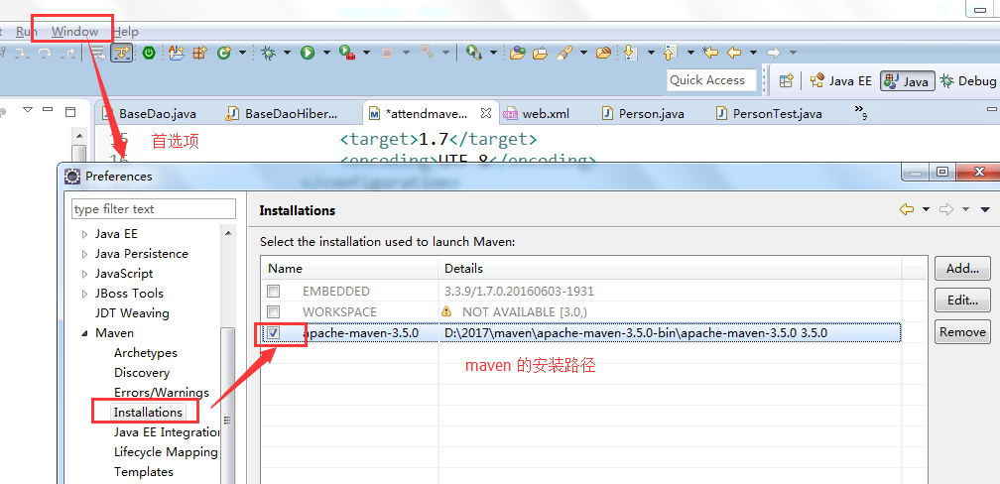 Run Window Help
Quick Access
Java EE
Java
Debug
BaseDao.java
BaseDaoHiber...
*attendmave...
web.xml
Person.java
PersonTest.java
»9
15 首选项 <target>1.7</target>
16 <encoding>UTF-8</encoding>
</configuration>
Preferences
type filter text
Java EE
Java Persistence
JavaScript
JBoss Tools
JDT Weaving
Maven
Archetypes
Discovery
Errors/Warnings
Installations
Java EE Integration
Lifecycle Mapping
Templates
Installations
Select the installation used to launch Maven:
Name Details
EMBEDDED 3.3.9/1.7.0.20160603-1931
WORKSPACE NOT AVAILABLE [3.0,)
apache-maven-3.5.0 D:\2017\maven\apache-maven-3.5.0-bin\apache-maven-3.5.0 3.5.0
maven 的安装路径
Add...
Edit...
Remove